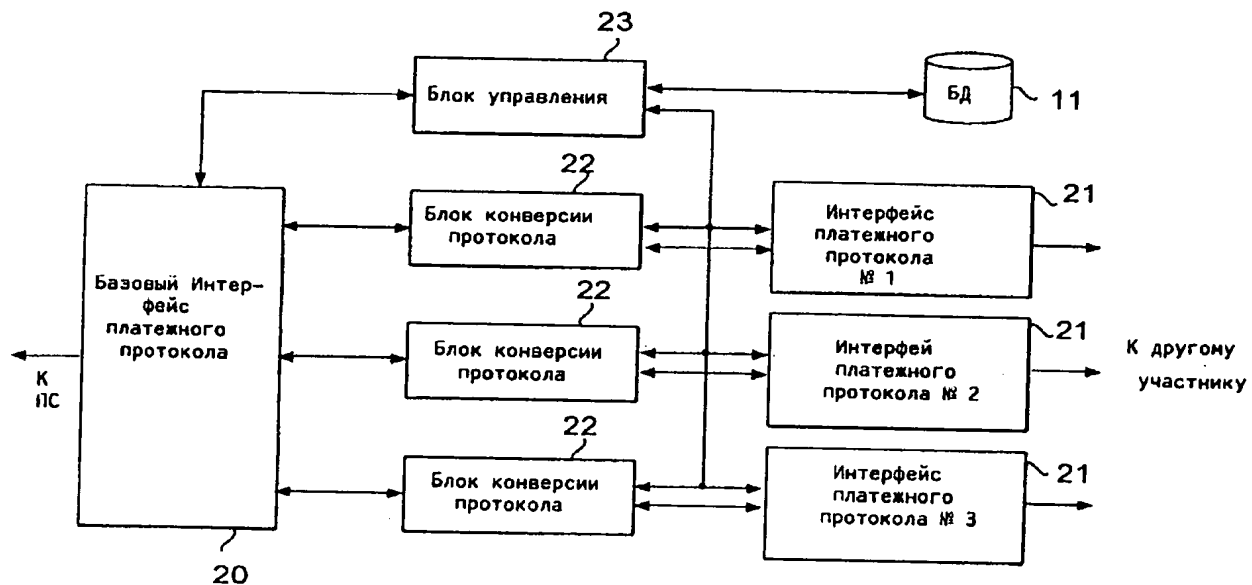 23
Блок управления
БД
11
22
Блок конверсии
протокола
21
Интерфейс
платежного
протокола
№ 1
Базовый Интер-
фейс
платежного
протокола
К
ПС
20
22
Блок конверсии
протокола
21
Интерфей
платежного
протокола № 2
К другому
участнику
22
Блок конверсии
протокола
21
Интерфейс
платежного
протокола № 3